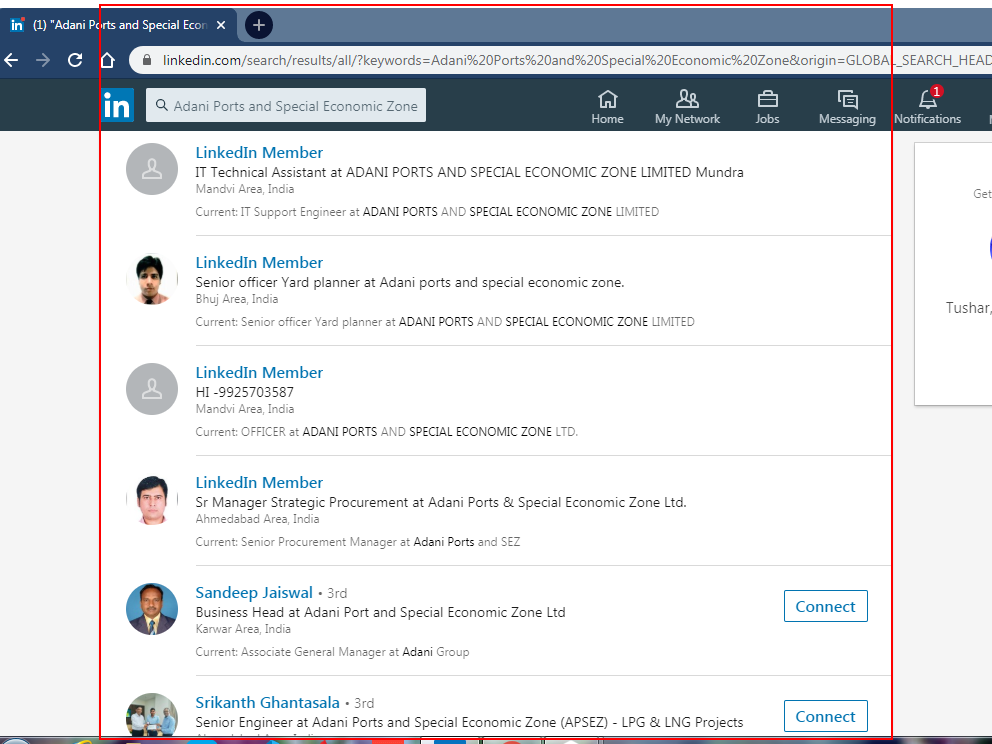 (1) "Adani Ports and Special Econ
linkedin.com/search/results/all/?keywords=Adani%20Ports%20and%20Special%20Economic%20Zone&origin=GLOBAL_SEARCH_HEAD
in
Adani Ports and Special Economic Zone
Home
My Network
Jobs
Messaging
1
Notifications
LinkedIn Member
IT Technical Assistant at ADANI PORTS AND SPECIAL ECONOMIC ZONE LIMITED Mundra
Mandvi Area, India
Current: IT Support Engineer at ADANI PORTS AND SPECIAL ECONOMIC ZONE LIMITED
Get
LinkedIn Member
Senior officer Yard planner at Adani ports and special economic zone.
Bhuj Area, India
Current: Senior officer Yard planner at ADANI PORTS AND SPECIAL ECONOMIC ZONE LIMITED
Tushar,
LinkedIn Member
HI -9925703587
Mandvi Area, India
Current: OFFICER at ADANI PORTS AND SPECIAL ECONOMIC ZONE LTD.
LinkedIn Member
Sr Manager Strategic Procurement at Adani Ports & Special Economic Zone Ltd.
Ahmedabad Area, India
Current: Senior Procurement Manager at Adani Ports and SEZ
Sandeep Jaiswal • 3rd
Business Head at Adani Port and Special Economic Zone Ltd
Karwar Area, India
Current: Associate General Manager at Adani Group
Connect
Srikanth Ghantasala • 3rd
Senior Engineer at Adani Ports and Special Economic Zone (APSEZ) - LPG & LNG Projects
Connect